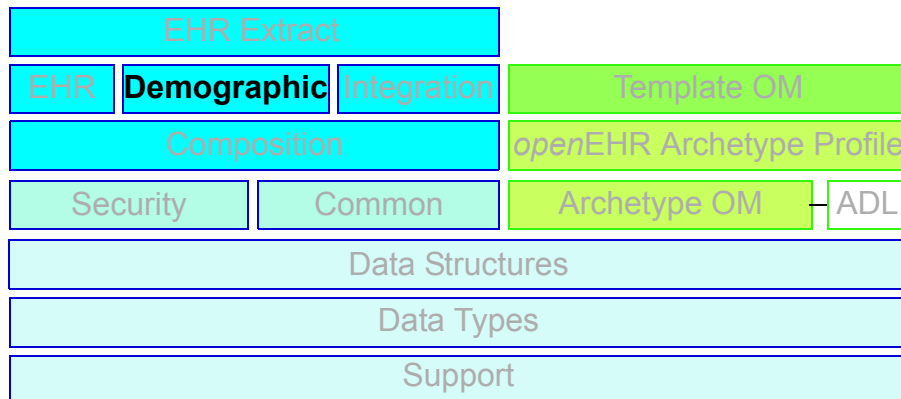 EHR Extract
EHR Demographic Integration Template OM
Composition openEHR Archetype Profile
Security Common Archetype OM ADL
Data Structures
Data Types
Support